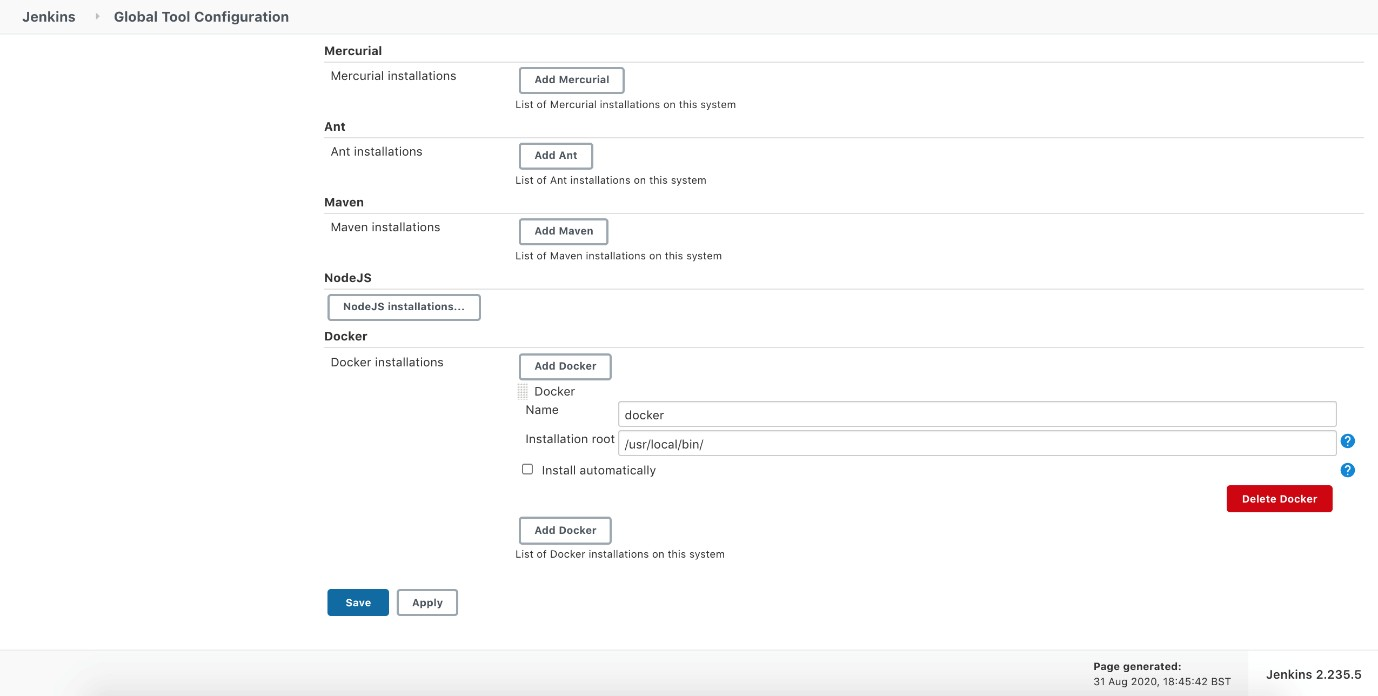 Jenkins Global Tool Configuration
Mercurial
Mercurial installations
Add Mercurial
List of Mercurial installations on this system
Ant
Ant installations
Add Ant
List of Ant installations on this system
Maven
Maven installations
Add Maven
List of Maven installations on this system
NodeJS
NodeJS installations...
Docker
Docker installations
Add Docker
Docker
Name
docker
Installation root
/usr/local/bin/
?
Install automatically
?
Delete Docker
Add Docker
List of Docker installations on this system
Save
Apply
Page generated:
31 Aug 2020, 18:45:42 BST
Jenkins 2.235.5